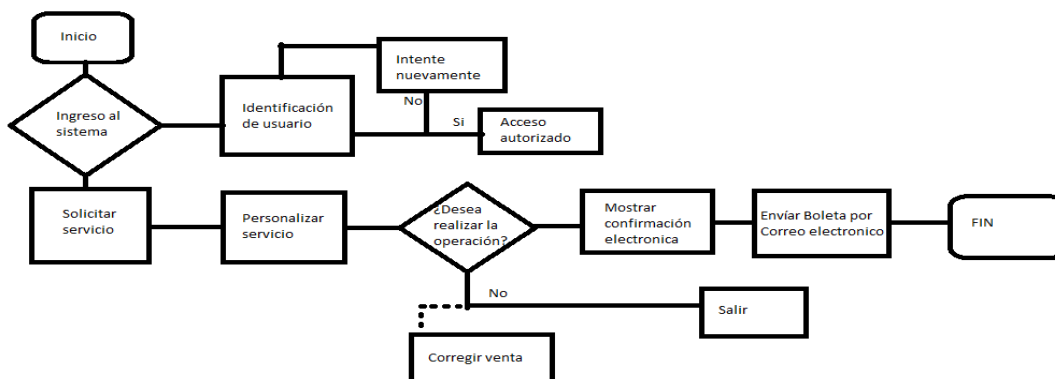 Inicio
Intente
nuevamente
Ingreso al
sistema
Identificación
de usuario
No
Si
Acceso
autorizado
Solicitar
servicio
Personalizar
servicio
¿Desea
realizar la
operación?
Mostrar
confirmación
electronica
Envíar Boleta por
Correo electronico
FIN
No
Salir
Corregir venta